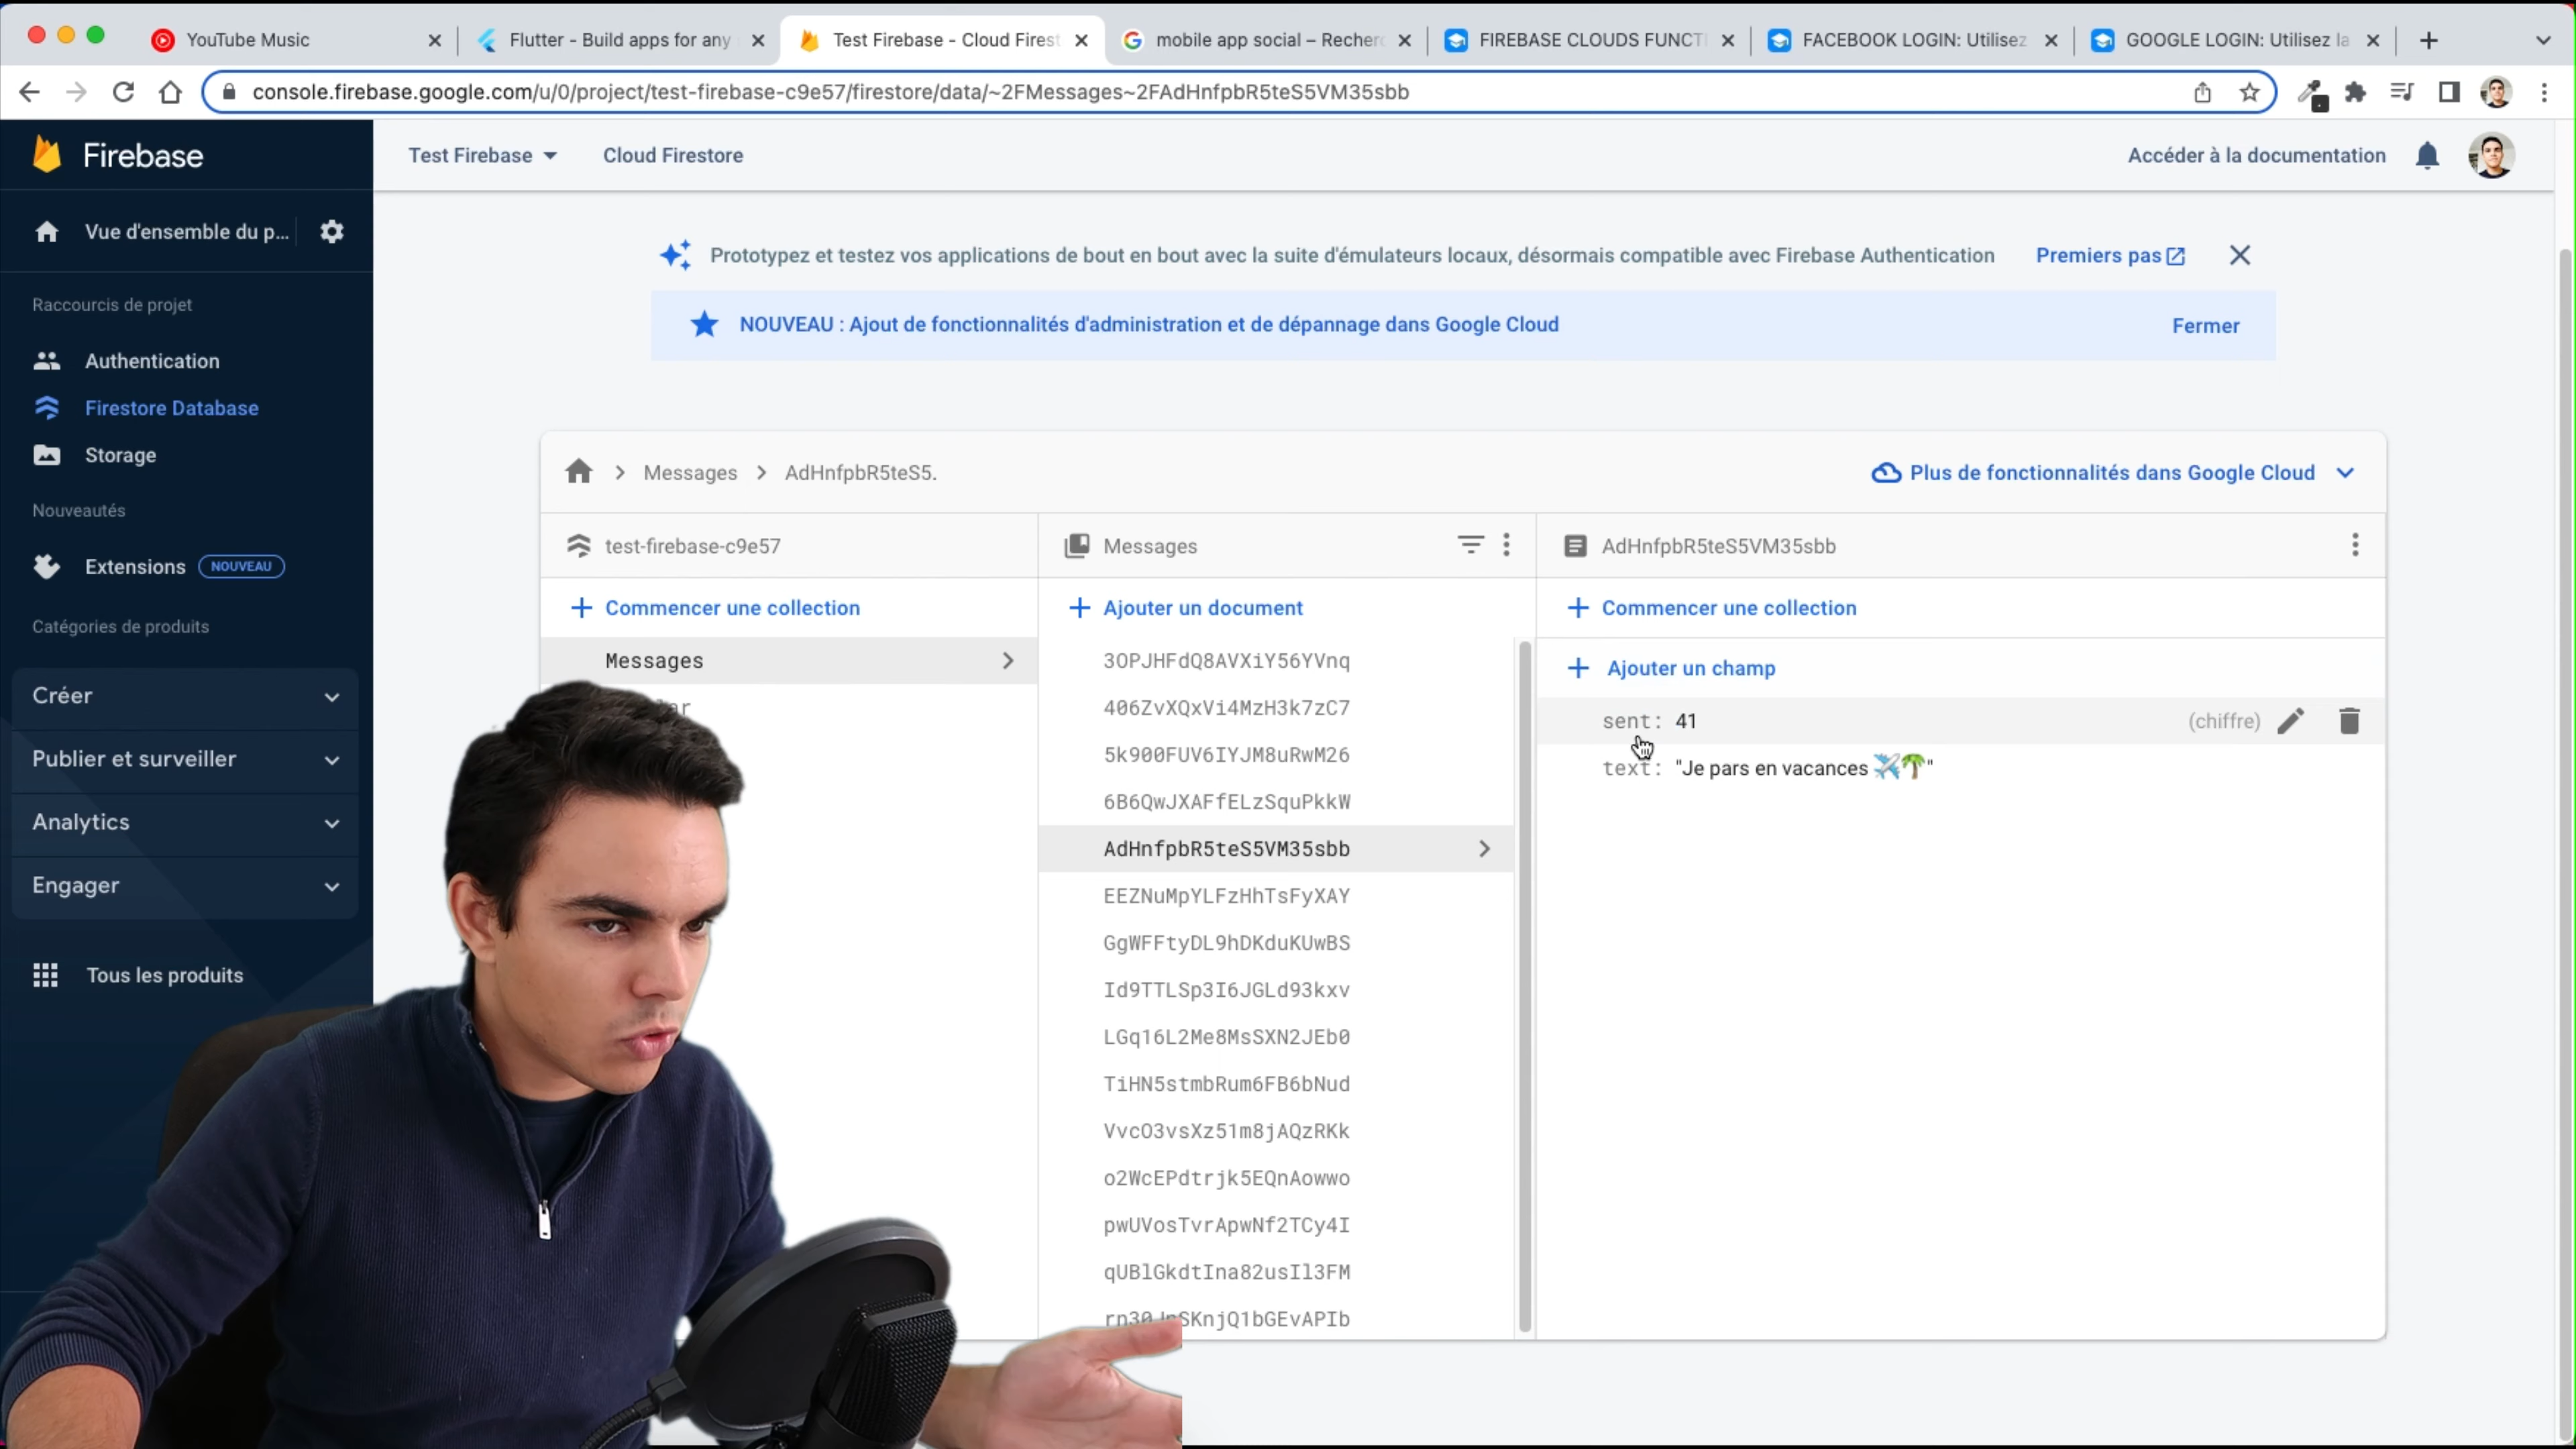 YouTube Music
Flutter - Build apps for any
Test Firebase - Cloud Firest
mobile app social – Recherc
FIREBASE CLOUDS FUNCTI
FACEBOOK LOGIN: Utilisez
GOOGLE LOGIN: Utilisez la
console.firebase.google.com/u/0/project/test-firebase-c9e57/firestore/data/~2FMessages~2FAdHnfpbR5teS5VM35sbb
Firebase
Test Firebase
Cloud Firestore
Accéder à la documentation
Vue d'ensemble du p...
Raccourcis de projet
Authentication
Firestore Database
Storage
Nouveautés
Extensions NOUVEAU
Catégories de produits
Créer
Publier et surveiller
Analytics
Engager
Tous les produits
Prototypez et testez vos applications de bout en bout avec la suite d'émulateurs locaux, désormais compatible avec Firebase Authentication Premiers pas
NOUVEAU : Ajout de fonctionnalités d'administration et de dépannage dans Google Cloud Fermer
Messages AdHnfpbR5teS5.
Plus de fonctionnalités dans Google Cloud
test-firebase-c9e57
Commencer une collection
Messages
Messages
Ajouter un document
3OPJHFdQ8AVXiY56YVnq
406ZvXQxVi4MzH3k7zC7
5k900FUV6IYJM8uRwM26
6B6QwJXAFfELzSquPkkW
AdHnfpbR5teS5VM35sbb
EEZNuMpYLFzHhTsFyXAY
GgWFFtyDL9hDKduKUwBS
Id9TTLSp3I6JGLd93kxv
LGq16L2Me8MsSXN2JEb0
TiHN5stmbRum6FB6bNud
VvcO3vsXz51m8jAQzRKk
o2WcEPdtrjk5EQnAowwo
pwUVosTvrApwNf2TCy4I
qUBlGkdtIna82usIl3FM
AdHnfpbR5teS5VM35sbb
Commencer une collection
Ajouter un champ
sent: 41 (chiffre)
text: "Je pars en vacances ✈️🌴"